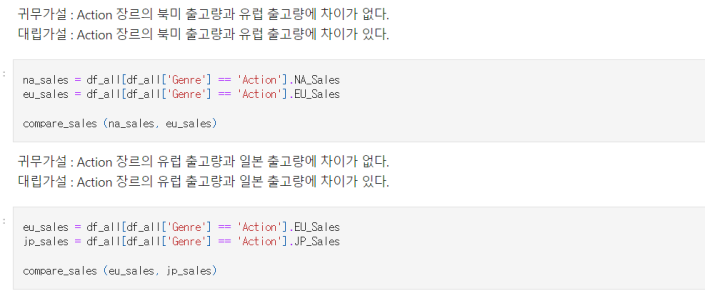 귀무가설 : Action 장르의 북미 출고량과 유럽 출고량에 차이가 없다.
대립가설 : Action 장르의 북미 출고량과 유럽 출고량에 차이가 있다.
:
na_sales = df_all[df_all['Genre'] == 'Action'].NA_Sales
eu_sales = df_all[df_all['Genre'] == 'Action'].EU_Sales
compare_sales (na_sales, eu_sales)
귀무가설 : Action 장르의 유럽 출고량과 일본 출고량에 차이가 없다.
대립가설 : Action 장르의 유럽 출고량과 일본 출고량에 차이가 있다.
:
eu_sales = df_all[df_all['Genre'] == 'Action'].EU_Sales
jp_sales = df_all[df_all['Genre'] == 'Action'].JP_Sales
compare_sales (eu_sales, jp_sales)